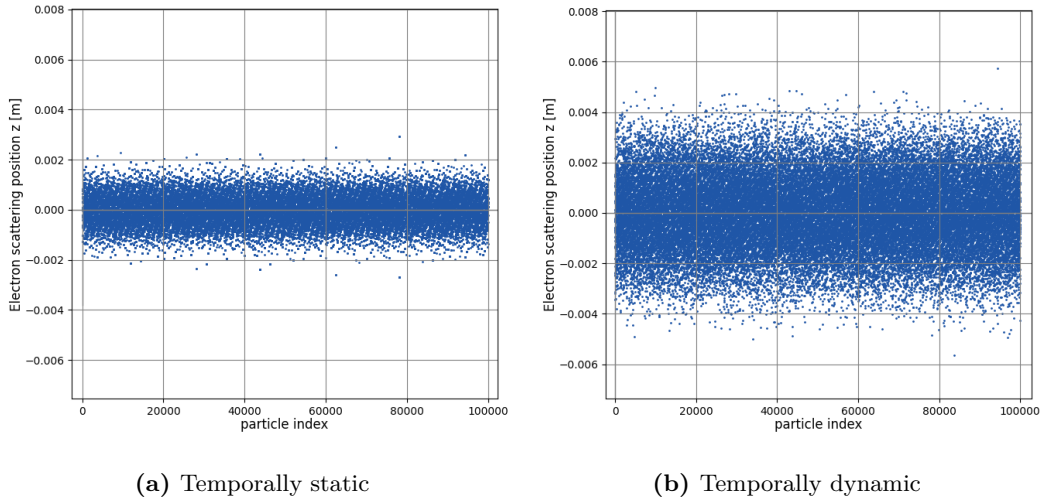 0.008
0.006
0.004
0.002
0.000
−0.002
−0.004
−0.006
Electron scattering position z [m]
0 20000 40000 60000 80000 100000
particle index
(a) Temporally static
0.008
0.006
0.004
0.002
0.000
−0.002
−0.004
−0.006
Electron scattering position z [m]
0 20000 40000 60000 80000 100000
particle index
(b) Temporally dynamic